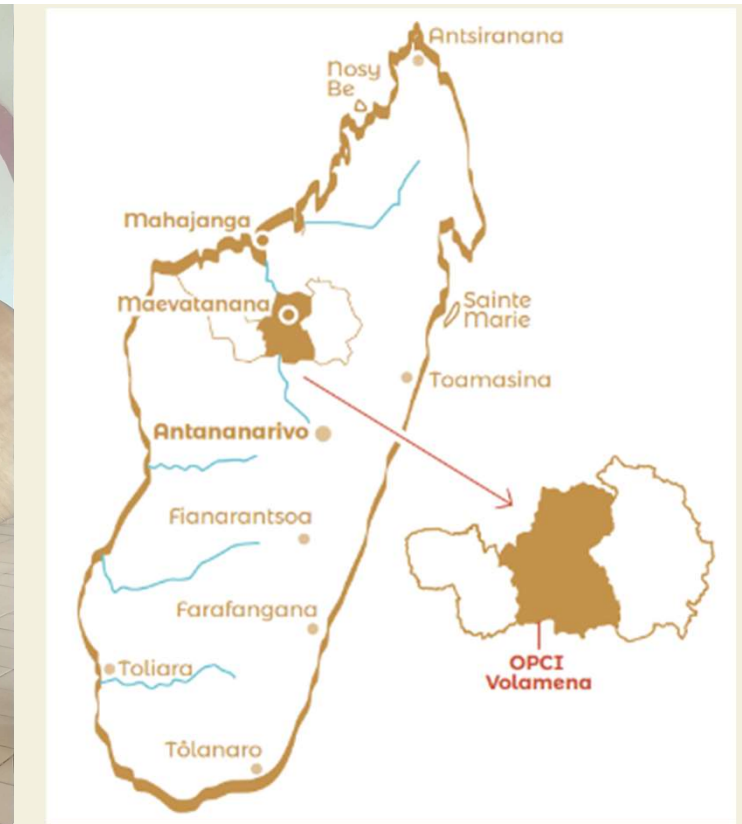 Antsiranana
Nosy
Be
Mahajanga
Maevatanana
Sainte
Marie
Toamasina
Antananarivo
Fianarantsoa
Farafangana
Toliara
OPCI
Volamena
Tôlanaro